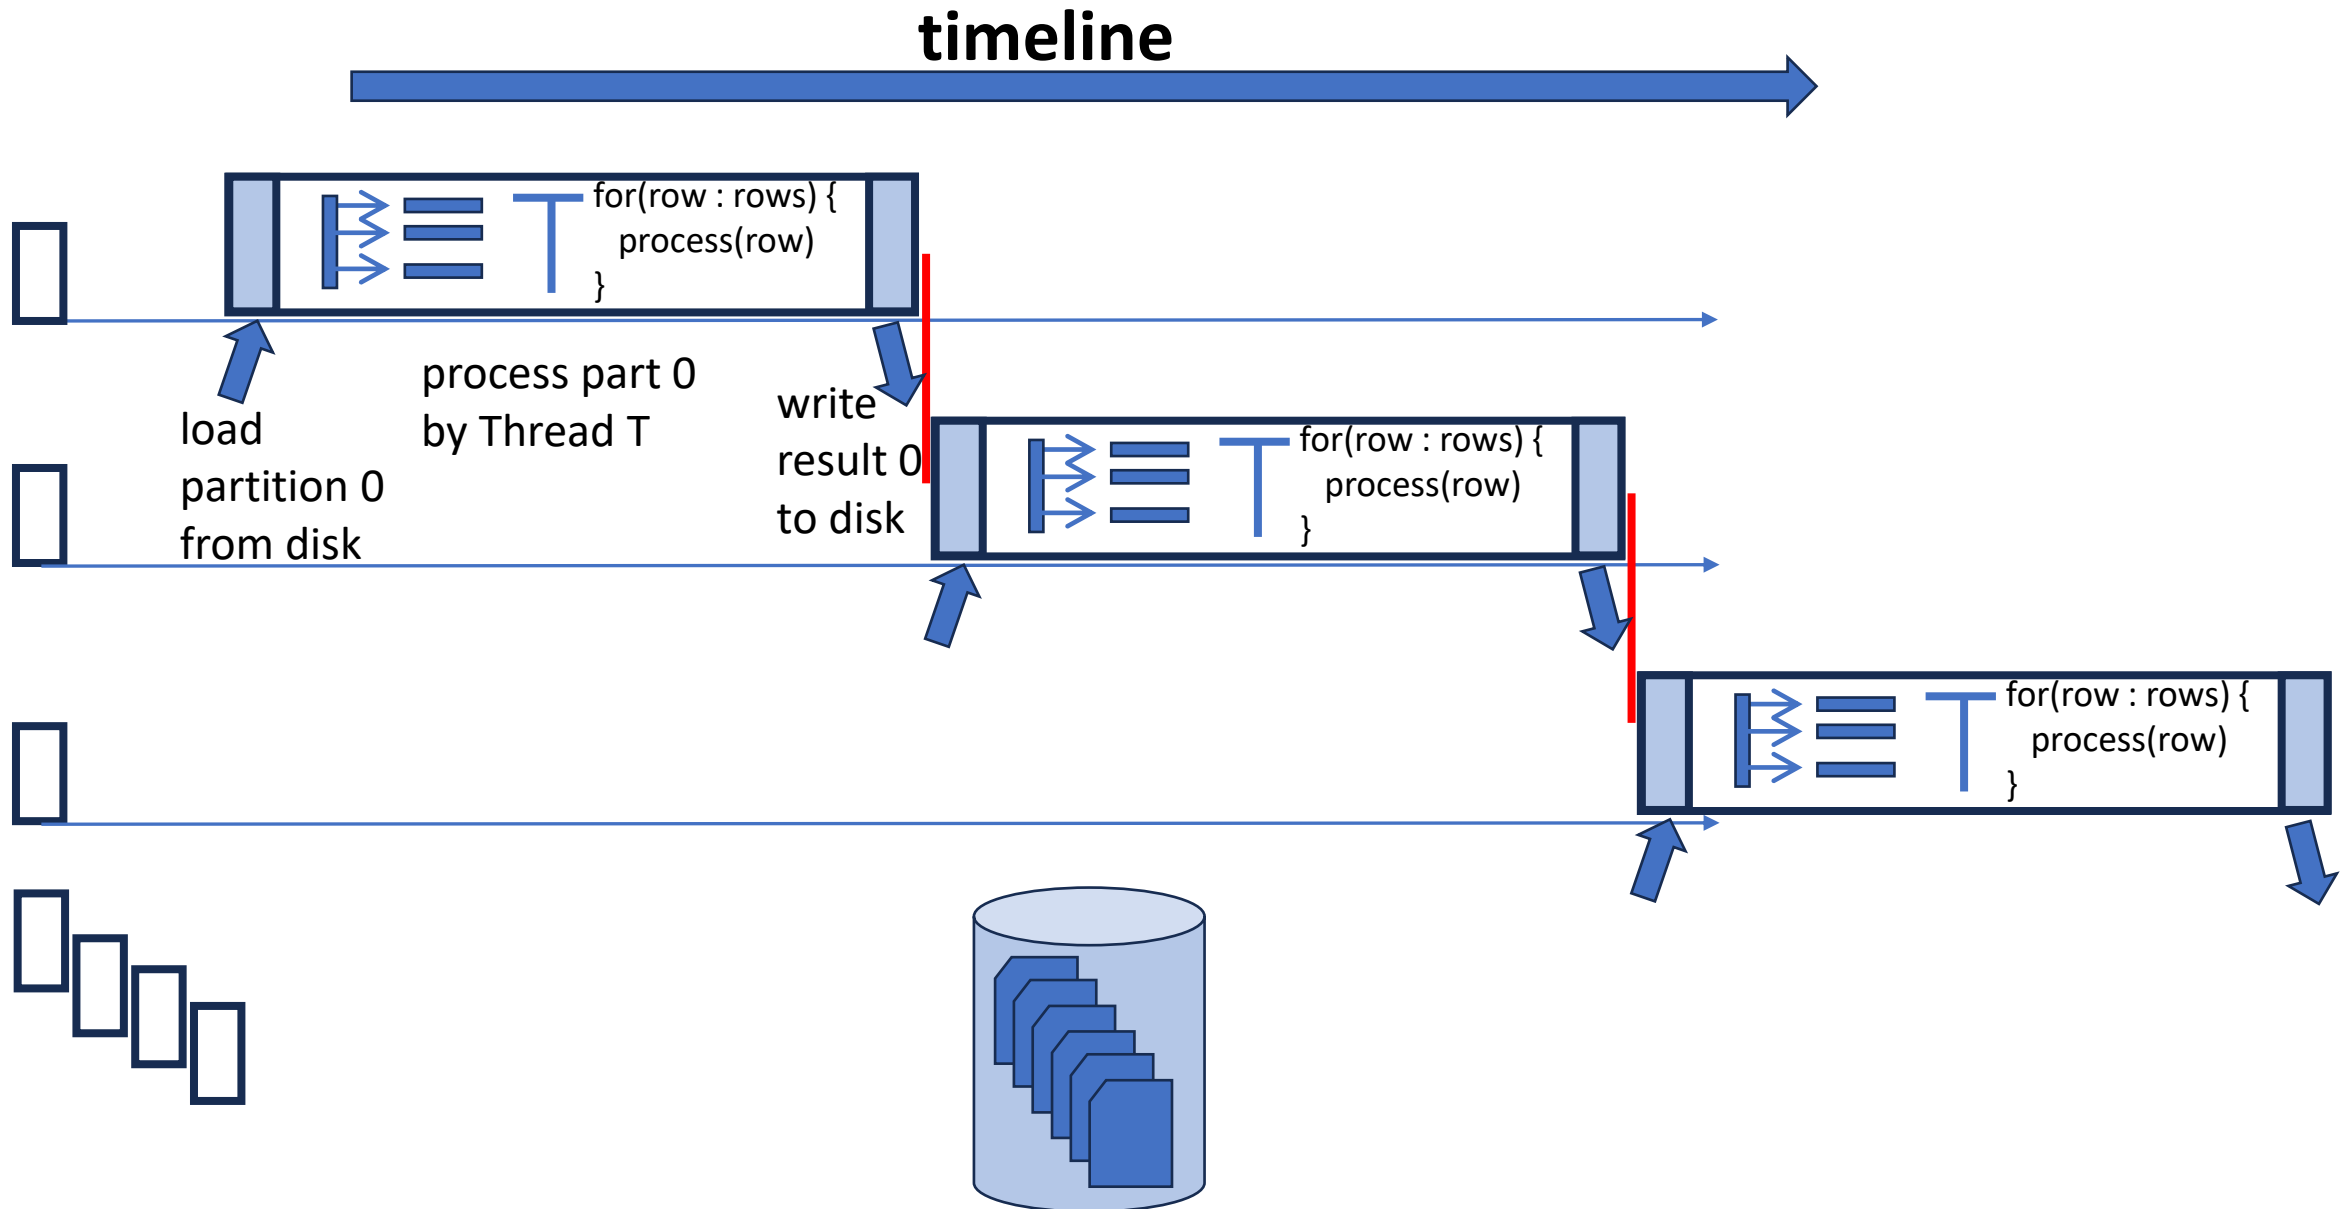 timeline
for(row : rows) {
process(row)
}
load
partition 0
from disk
process part 0
by Thread T
write
result 0
to disk
for(row : rows) {
process(row)
}
for(row : rows) {
process(row)
}